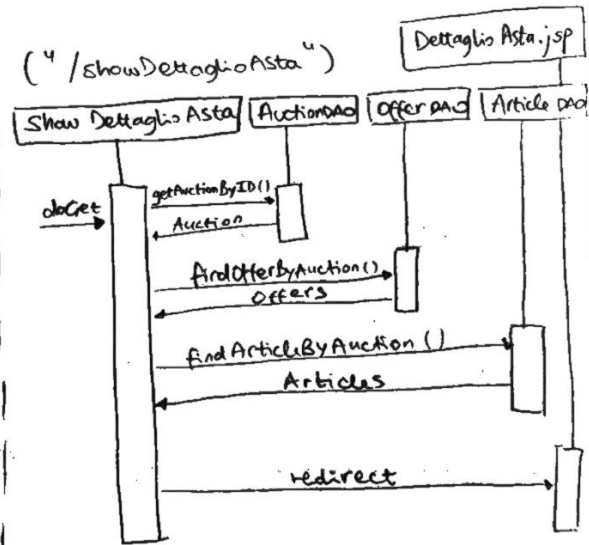 Dettaglio Asta.jsp
("/showDettaglioAsta")
Show Dettaglio Asta
AuctionDAO
Offer DAO
Article DAO
doGet
getAuctionByID()
Auction
findOfferByAuction()
Offers
findArticleByAuction ()
Articles
redirect